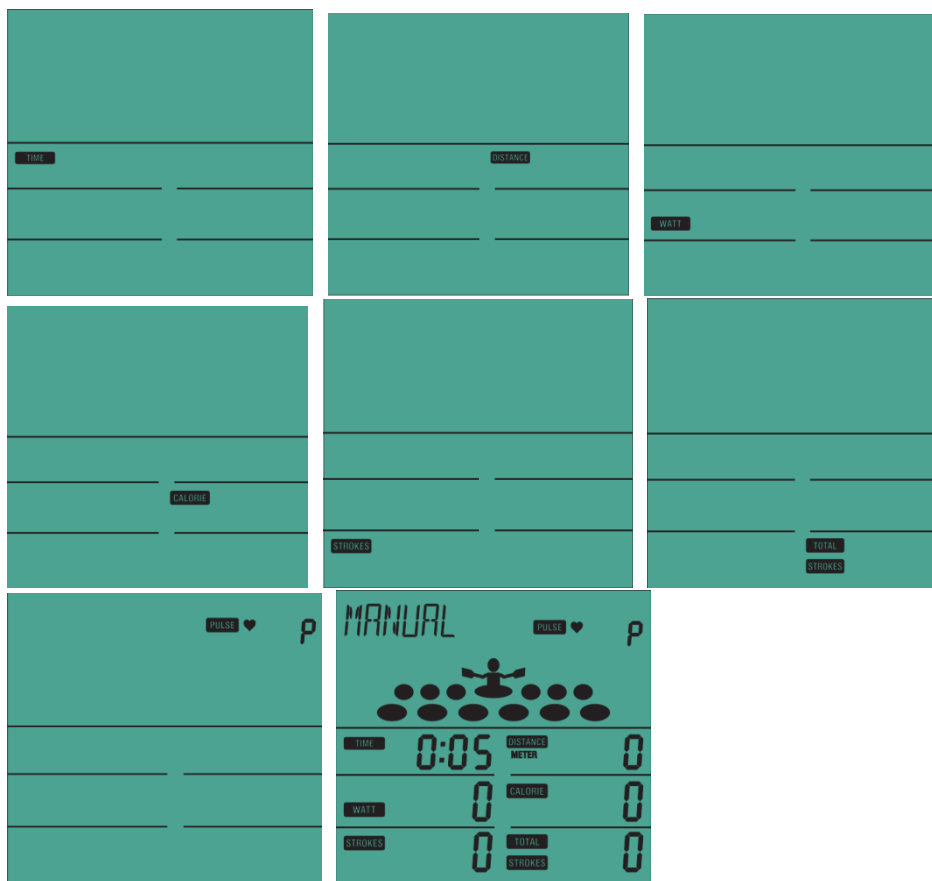 TIME
DISTANCE
WATT
CALORIE
STROKES
TOTAL
STROKES
PULSE P
MANUAL PULSE P
TIME 0:05 DISTANCE 0
METER
WATT 0 CALORIE 0
STROKES 0 TOTAL 0
STROKES